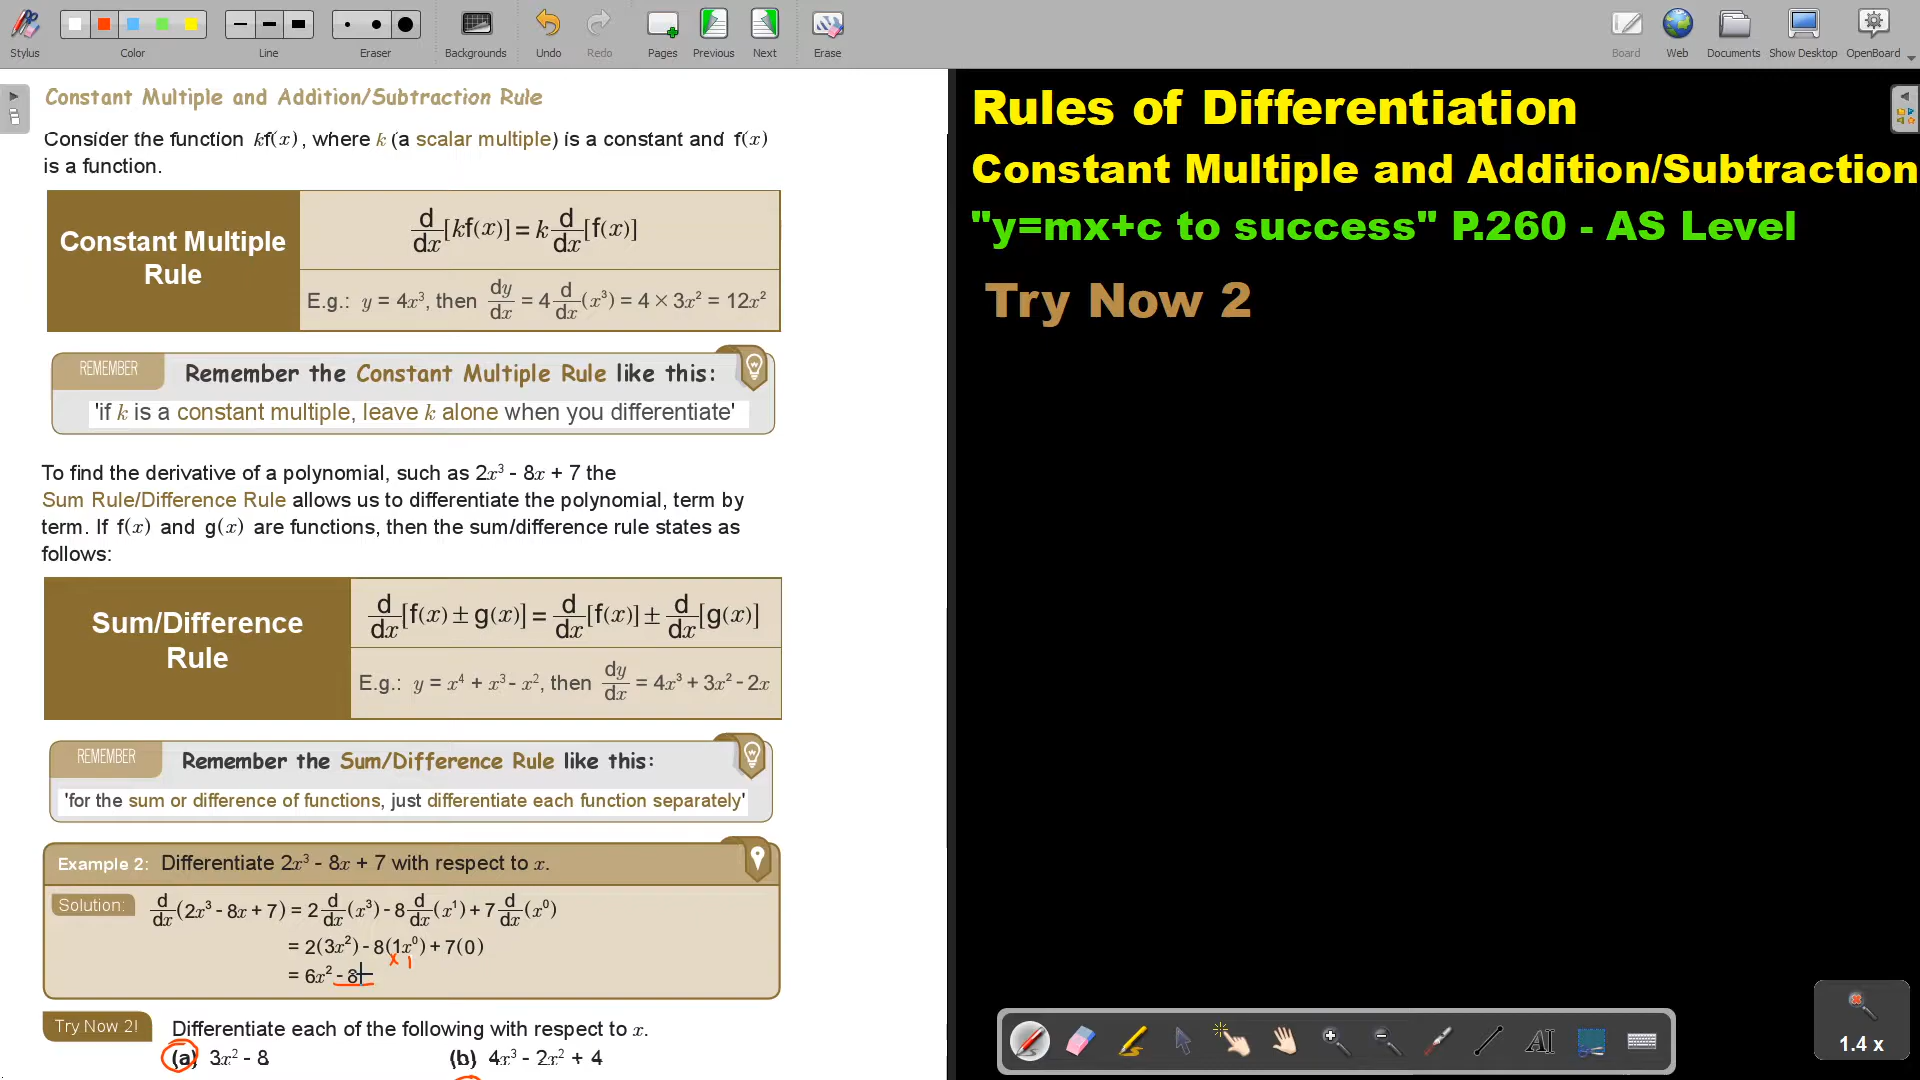 Stylus Color Line Eraser Backgrounds Undo Redo Pages Previous Next Erase Board Web Documents Show Desktop OpenBoard
Constant Multiple and Addition/Subtraction Rule
Consider the function kf(x), where k (a scalar multiple) is a constant and f(x)
is a function.
Constant Multiple
Rule
d/dx[kf(x)] = k d/dx[f(x)]
E.g.: y = 4x³, then dy/dx = 4 d/dx(x³) = 4 × 3x² = 12x²
REMEMBER
Remember the Constant Multiple Rule like this:
'if k is a constant multiple, leave k alone when you differentiate'
To find the derivative of a polynomial, such as 2x³ - 8x + 7 the
Sum Rule/Difference Rule allows us to differentiate the polynomial, term by
term. If f(x) and g(x) are functions, then the sum/difference rule states as
follows:
Sum/Difference
Rule
d/dx[f(x) ± g(x)] = d/dx[f(x)] ± d/dx[g(x)]
E.g.: y = x⁴ + x³ - x², then dy/dx = 4x³ + 3x² - 2x
REMEMBER
Remember the Sum/Difference Rule like this:
'for the sum or difference of functions, just differentiate each function separately'
Example 2: Differentiate 2x³ - 8x + 7 with respect to x.
Solution: d/dx(2x³ - 8x + 7) = 2 d/dx(x³) - 8 d/dx(x¹) + 7 d/dx(x⁰)
= 2(3x²) - 8(1x⁰) + 7(0)
× 1
= 6x² - 8
Try Now 2! Differentiate each of the following with respect to x.
(a) 3x² - 8 (b) 4x³ - 2x² + 4
Rules of Differentiation
Constant Multiple and Addition/Subtraction
"y=mx+c to success" P.260 - AS Level
Try Now 2
1.4 x